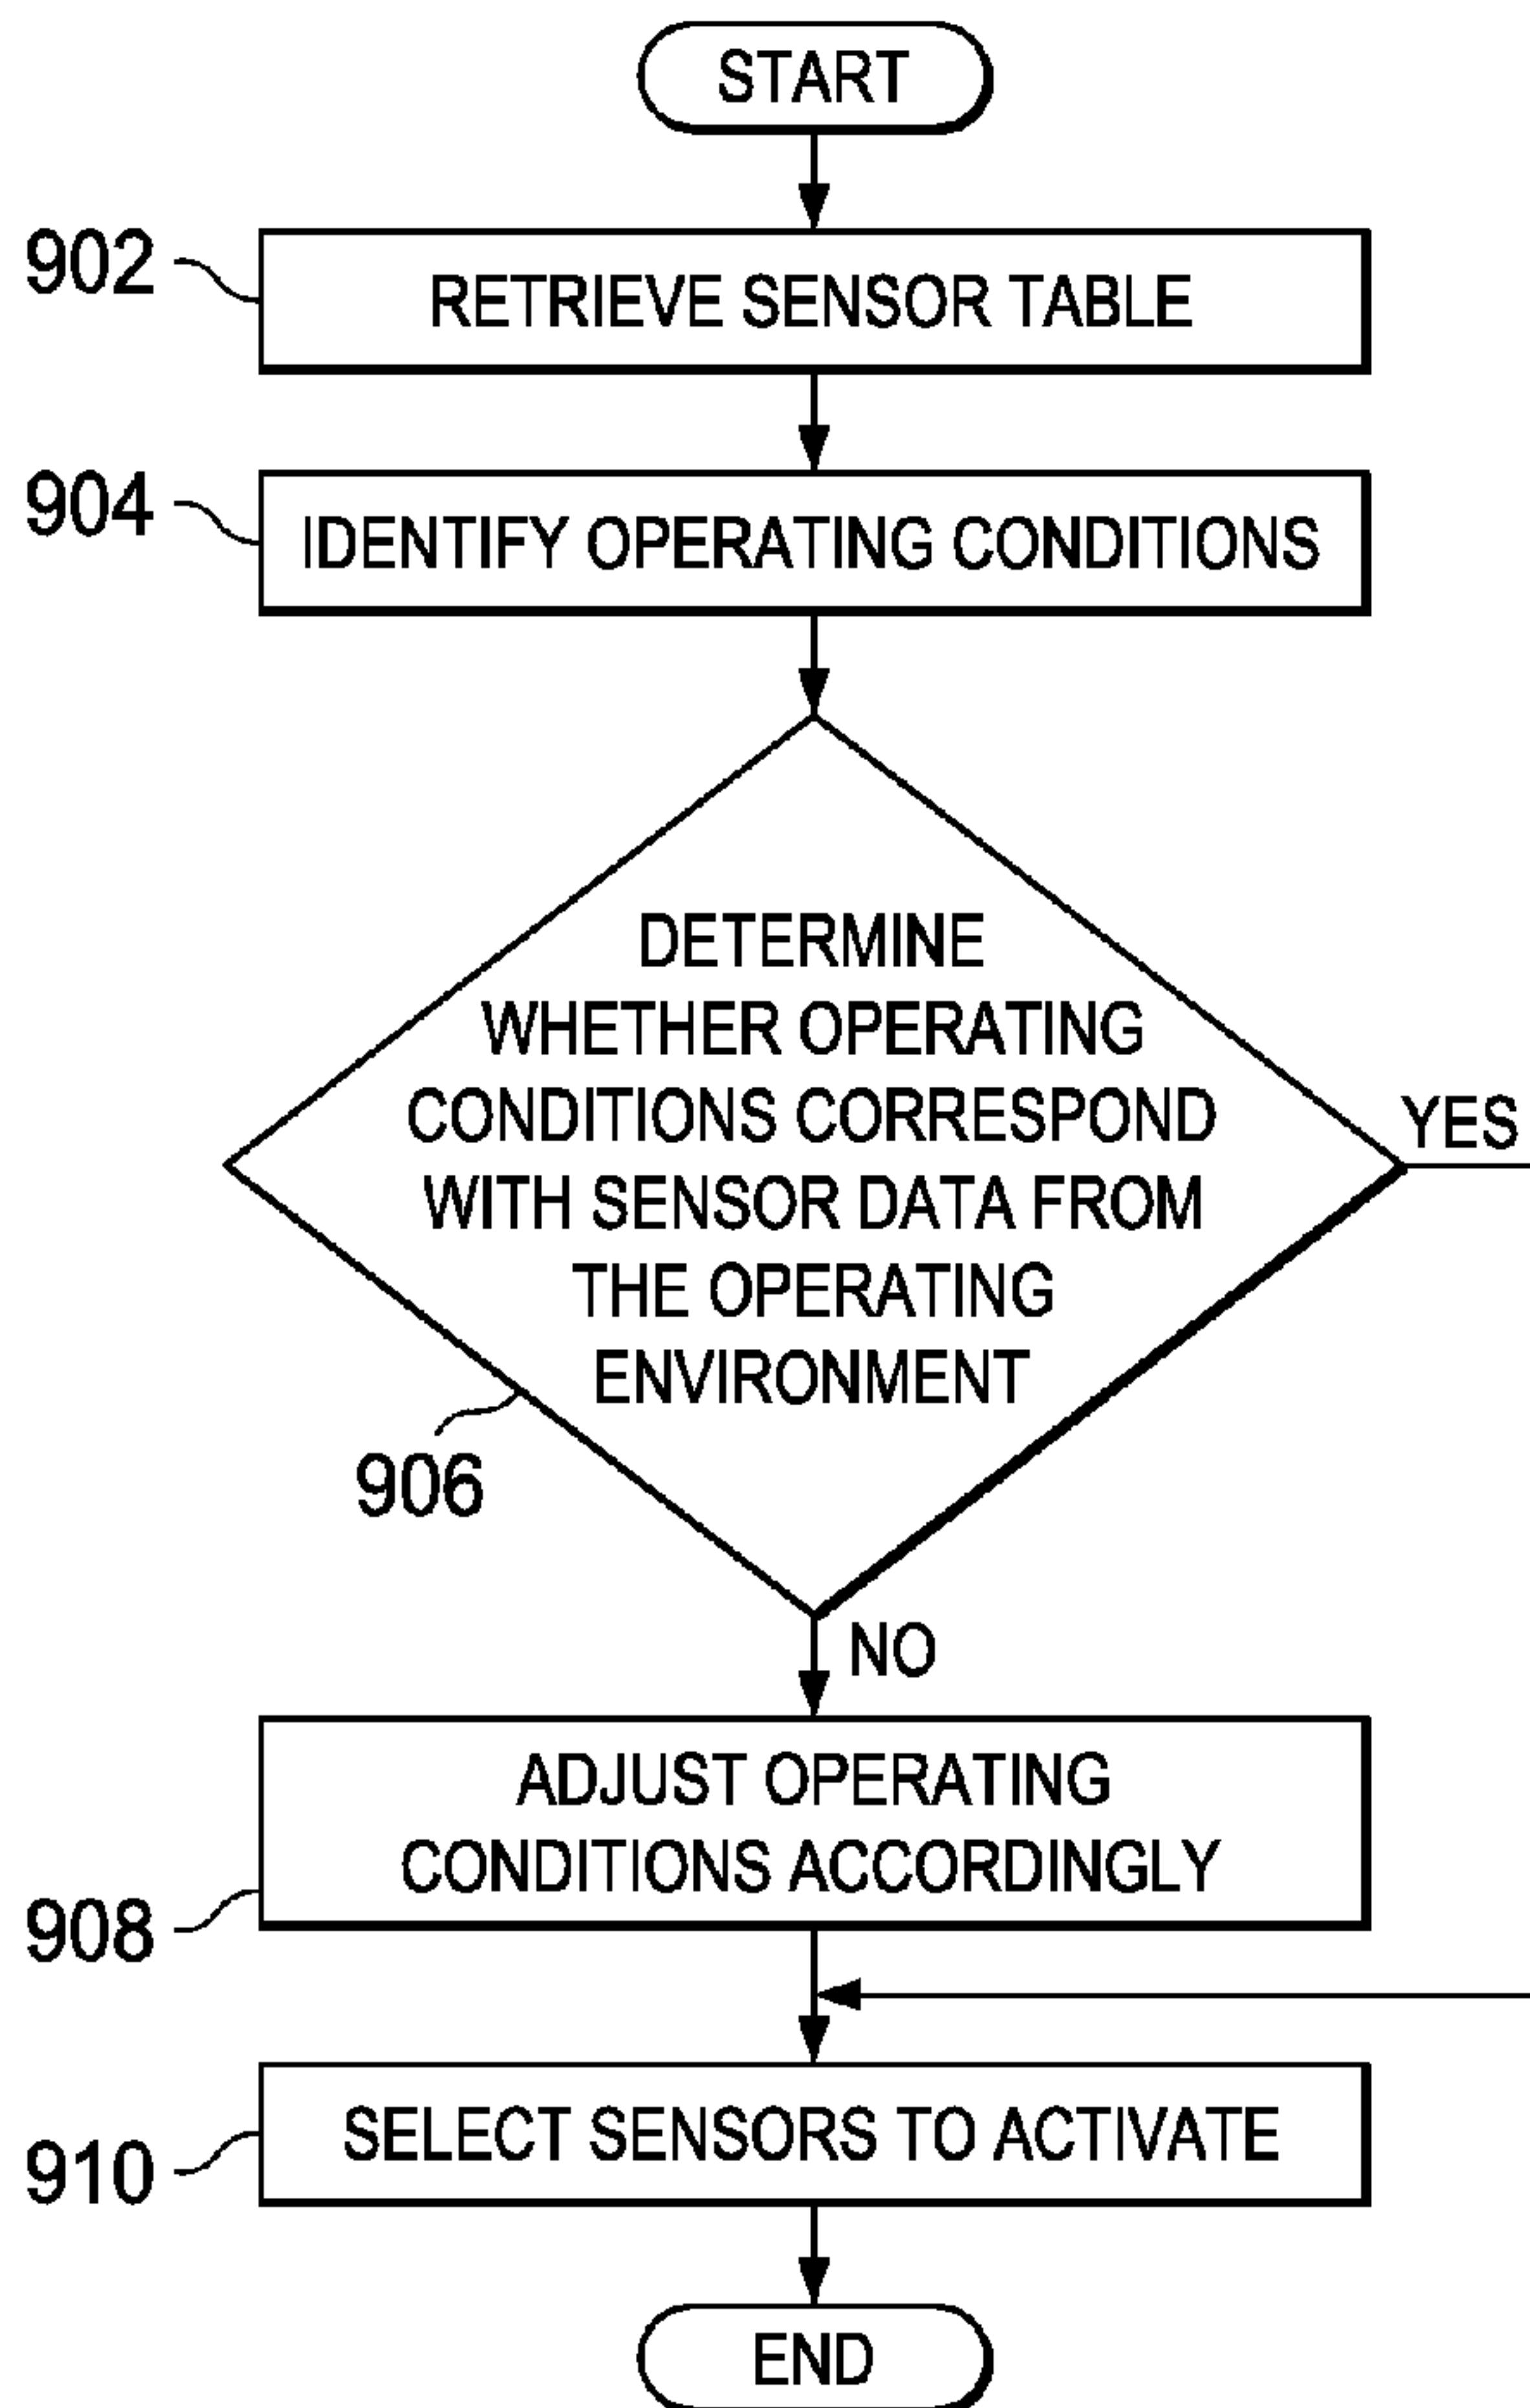 START
902
RETRIEVE SENSOR TABLE
904
IDENTIFY OPERATING CONDITIONS
DETERMINE
WHETHER OPERATING
CONDITIONS CORRESPOND
WITH SENSOR DATA FROM
THE OPERATING
ENVIRONMENT
YES
906
NO
ADJUST OPERATING
CONDITIONS ACCORDINGLY
908
SELECT SENSORS TO ACTIVATE
910
END